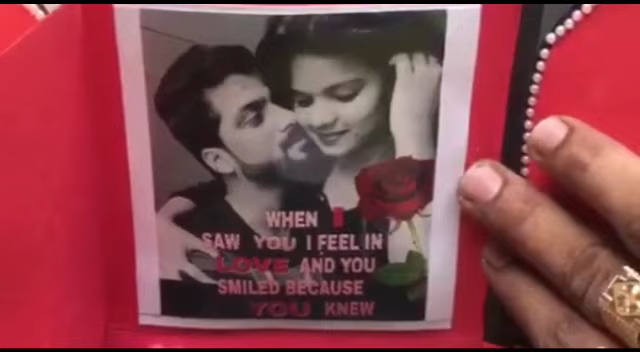 WHEN I
SAW YOU I FEEL IN
LOVE AND YOU
SMILED BECAUSE
YOU KNEW